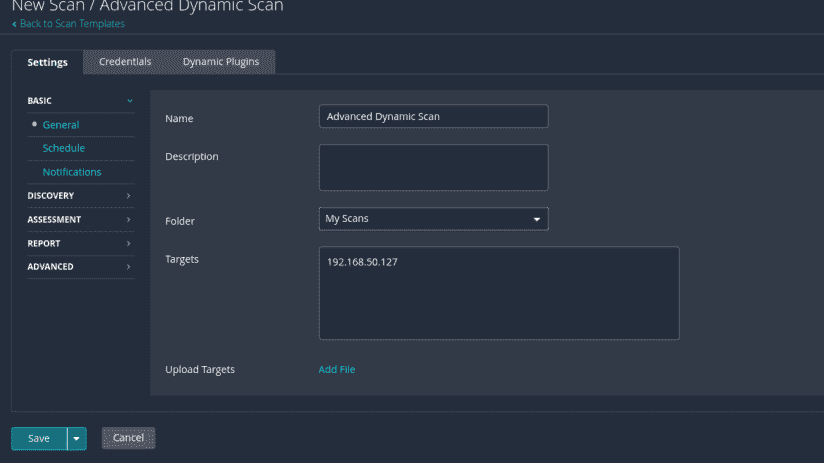 New Scan / Advanced Dynamic Scan
Back to Scan Templates
Settings Credentials Dynamic Plugins
BASIC
General
Schedule
Notifications
DISCOVERY
ASSESSMENT
REPORT
ADVANCED
Name Advanced Dynamic Scan
Description
Folder My Scans
Targets 192.168.50.127
Upload Targets Add File
Save Cancel